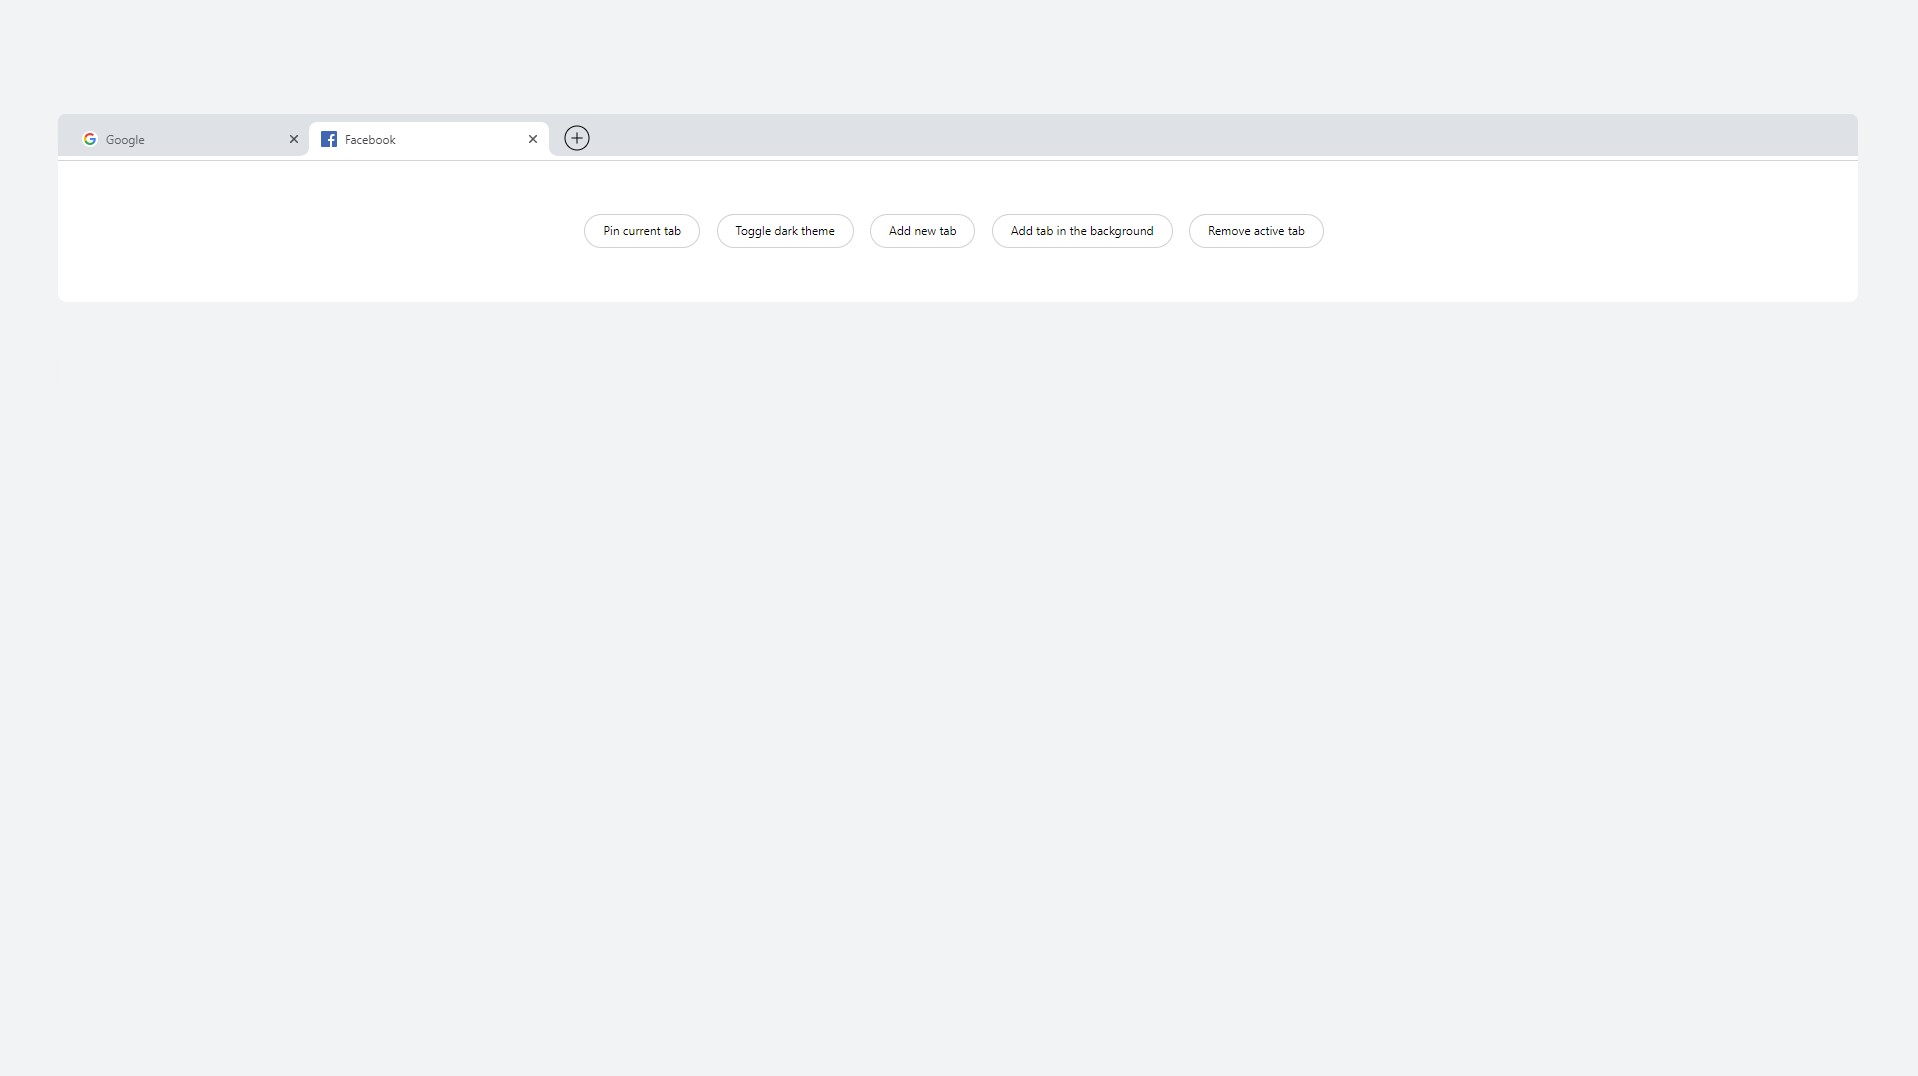 Google
Facebook
Pin current tab
Toggle dark theme
Add new tab
Add tab in the background
Remove active tab